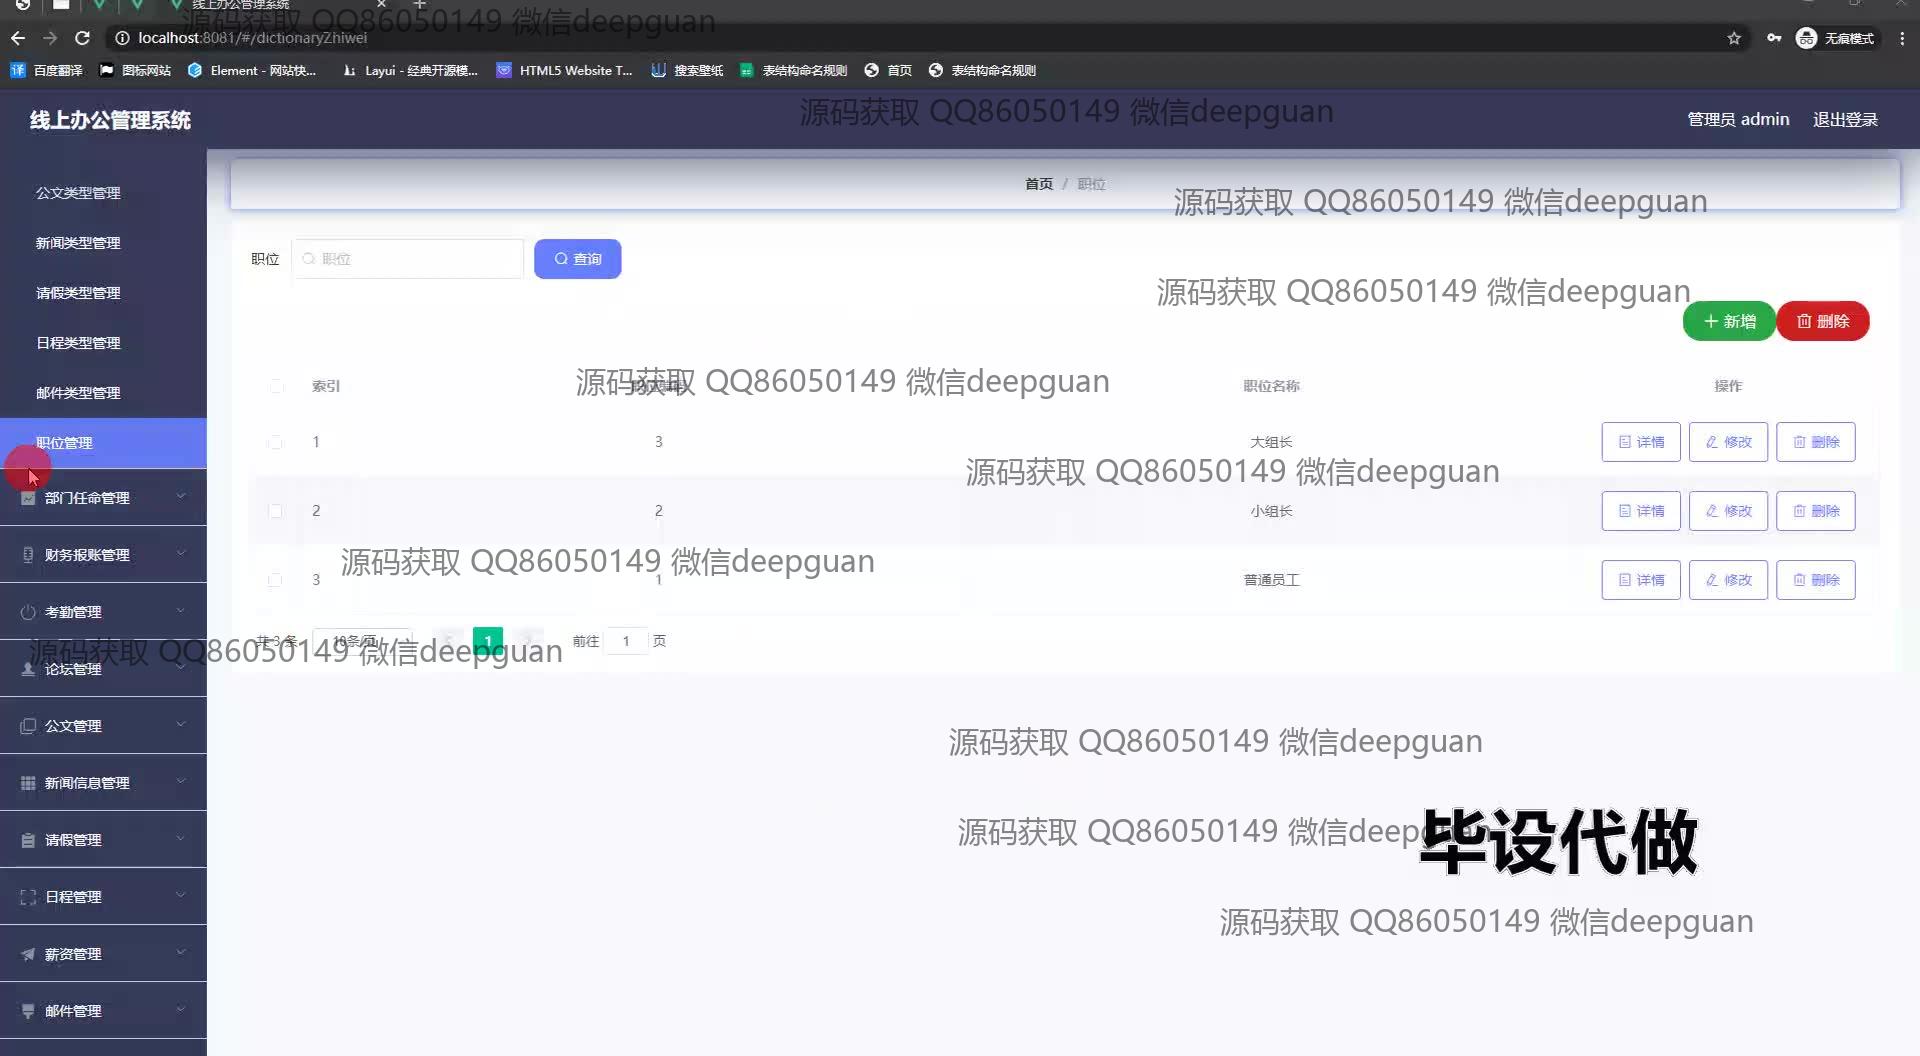 线上办公管理系统
源码获取 QQ86050149 微信deepguan
localhost:8081/#/dictionaryZhiwei
无痕模式
百度翻译
图标网站
Element - 网站快...
Layui - 经典开源模...
HTML5 Website T...
搜索壁纸
表结构命名规则
首页
表结构命名规则
线上办公管理系统
源码获取 QQ86050149 微信deepguan
管理员 admin
退出登录
公文类型管理
新闻类型管理
请假类型管理
日程类型管理
邮件类型管理
职位管理
部门任命管理
财务报账管理
考勤管理
论坛管理
公文管理
新闻信息管理
请假管理
日程管理
薪资管理
邮件管理
首页 / 职位
源码获取 QQ86050149 微信deepguan
职位
职位
查询
源码获取 QQ86050149 微信deepguan
新增
删除
索引
职位名称
操作
源码获取 QQ86050149 微信deepguan
1 3 大组长 详情 修改 删除
源码获取 QQ86050149 微信deepguan
2 2 小组长 详情 修改 删除
源码获取 QQ86050149 微信deepguan
3 1 普通员工 详情 修改 删除
共 3 条 10条/页 1 前往 1 页
源码获取 QQ86050149 微信deepguan
源码获取 QQ86050149 微信deepguan
源码获取 QQ86050149 微信deep
毕设代做
源码获取 QQ86050149 微信deepguan